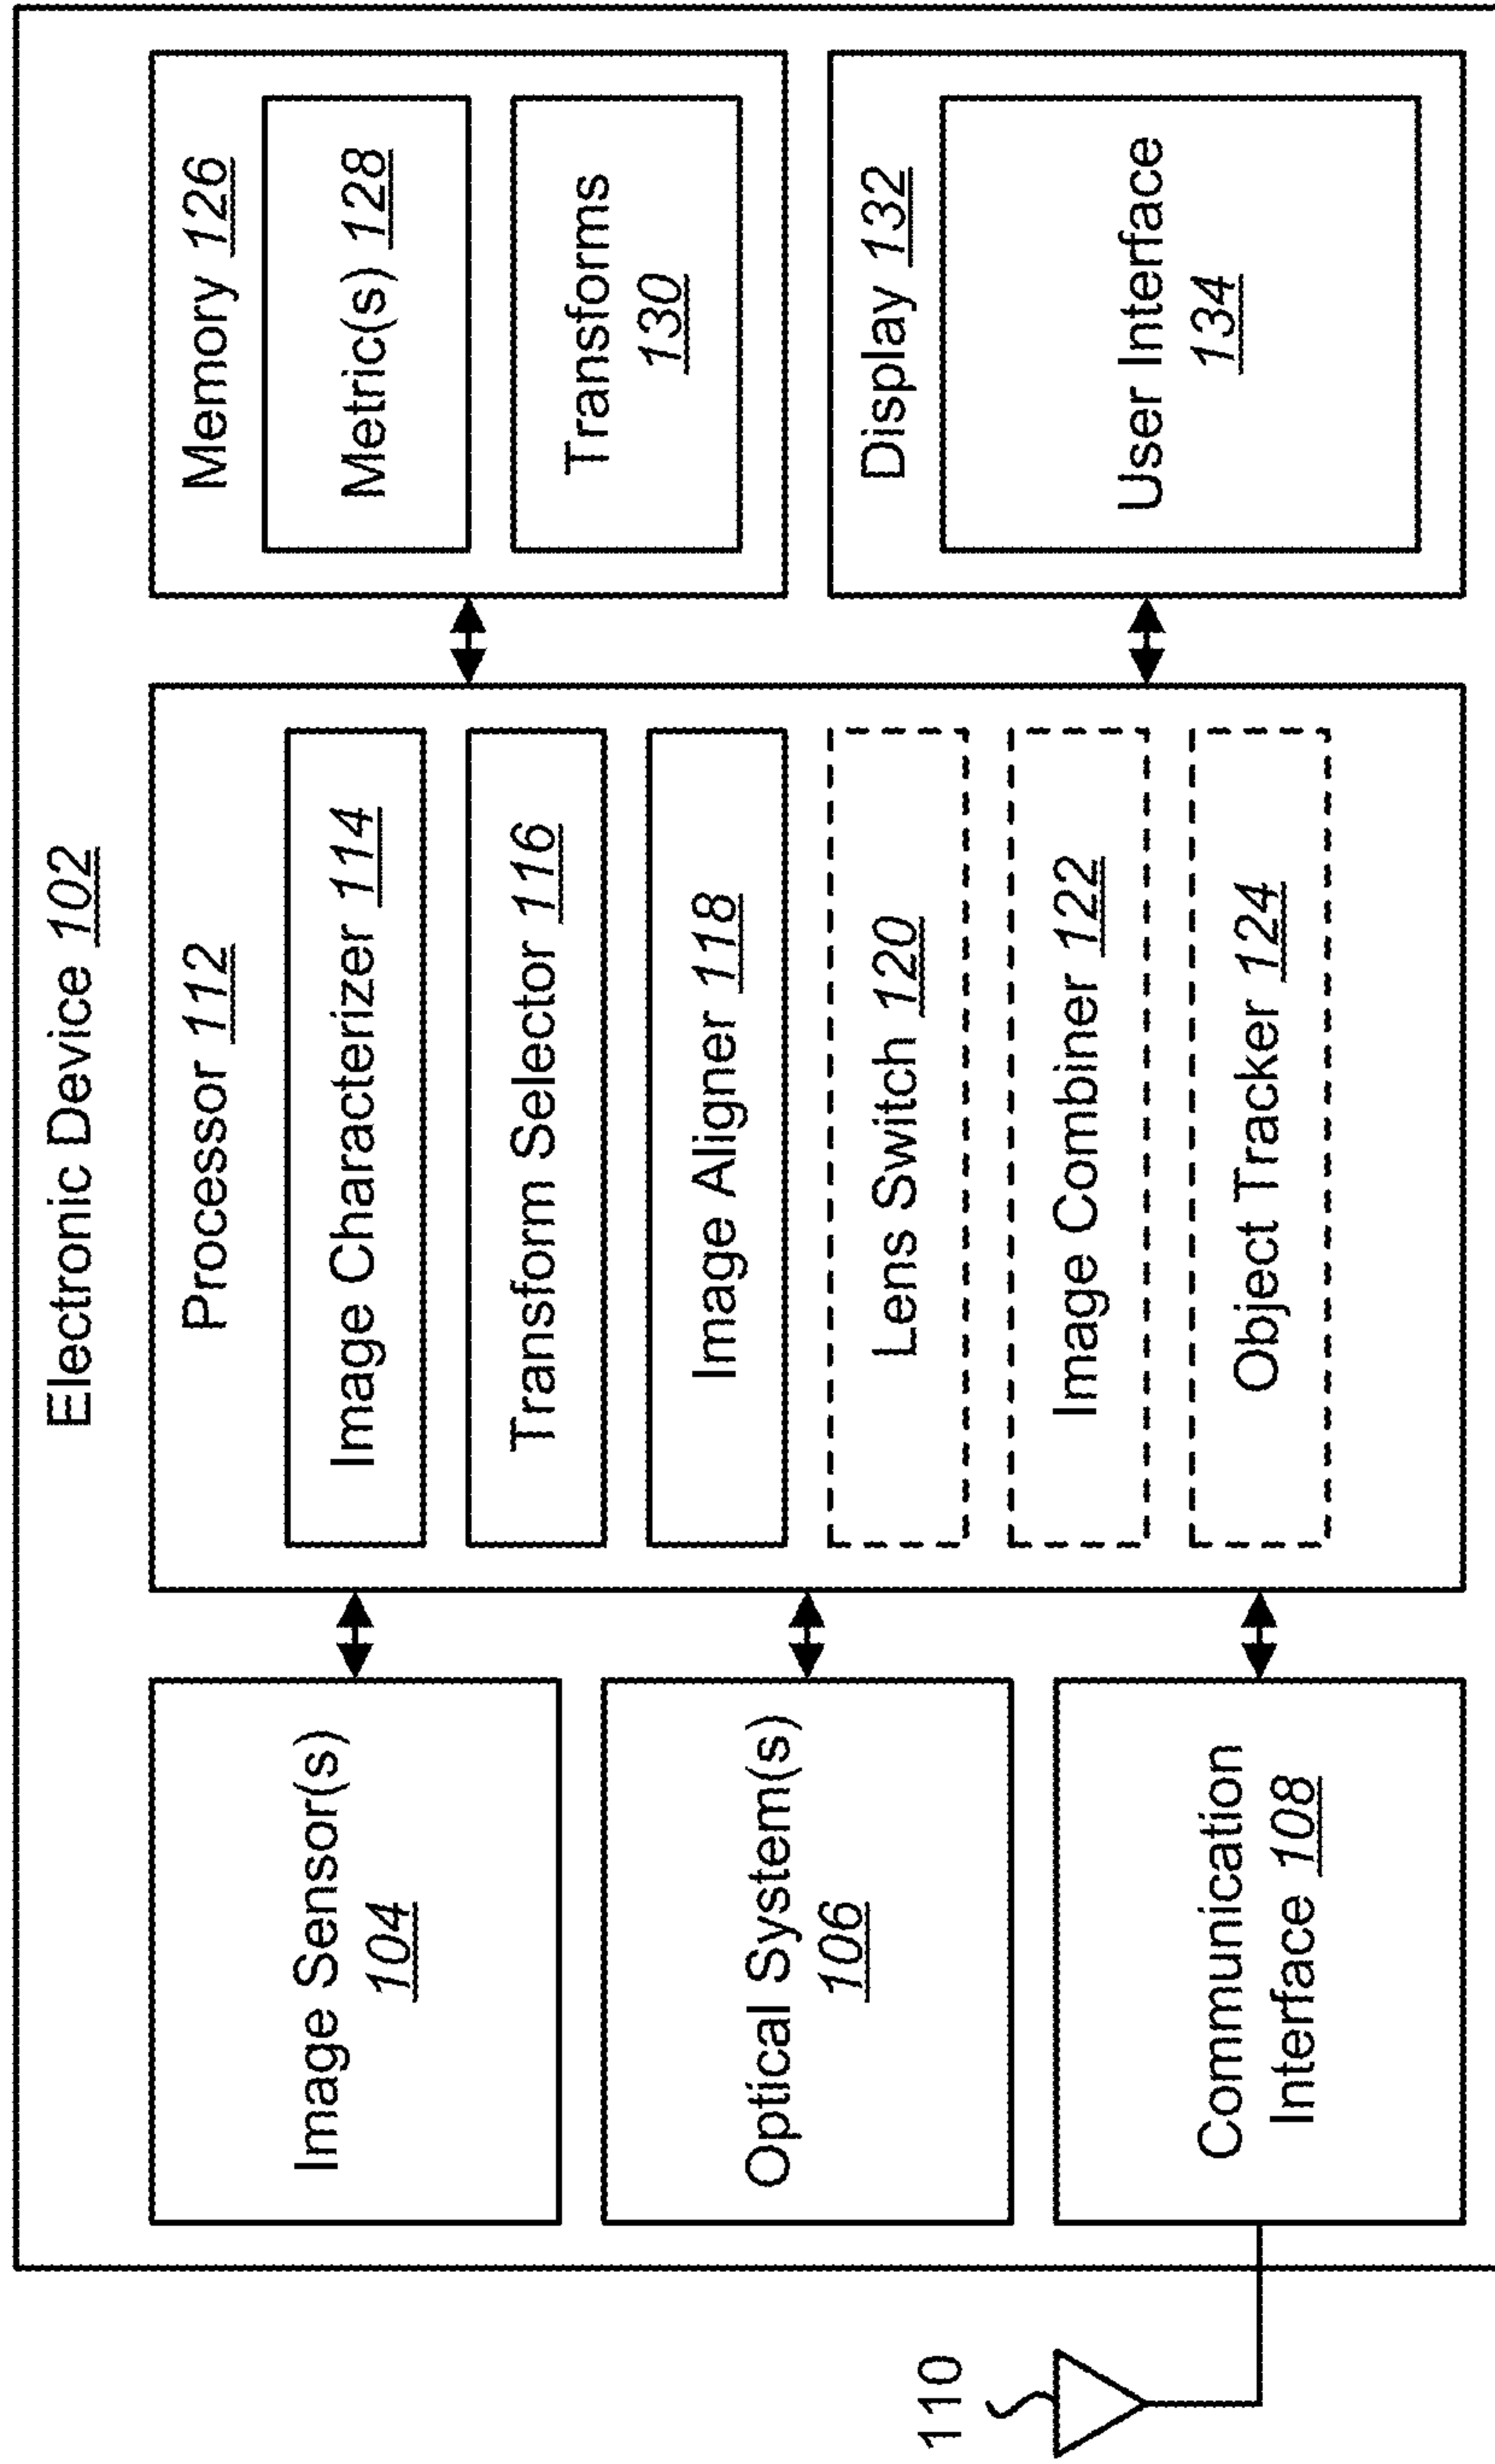 Electronic Device 102
Image Sensor(s)
104
Optical System(s)
106
Communication
Interface 108
110
Processor 112
Image Characterizer 114
Transform Selector 116
Image Aligner 118
Lens Switch 120
Image Combiner 122
Object Tracker 124
Memory 126
Metric(s) 128
Transforms
130
Display 132
User Interface
134